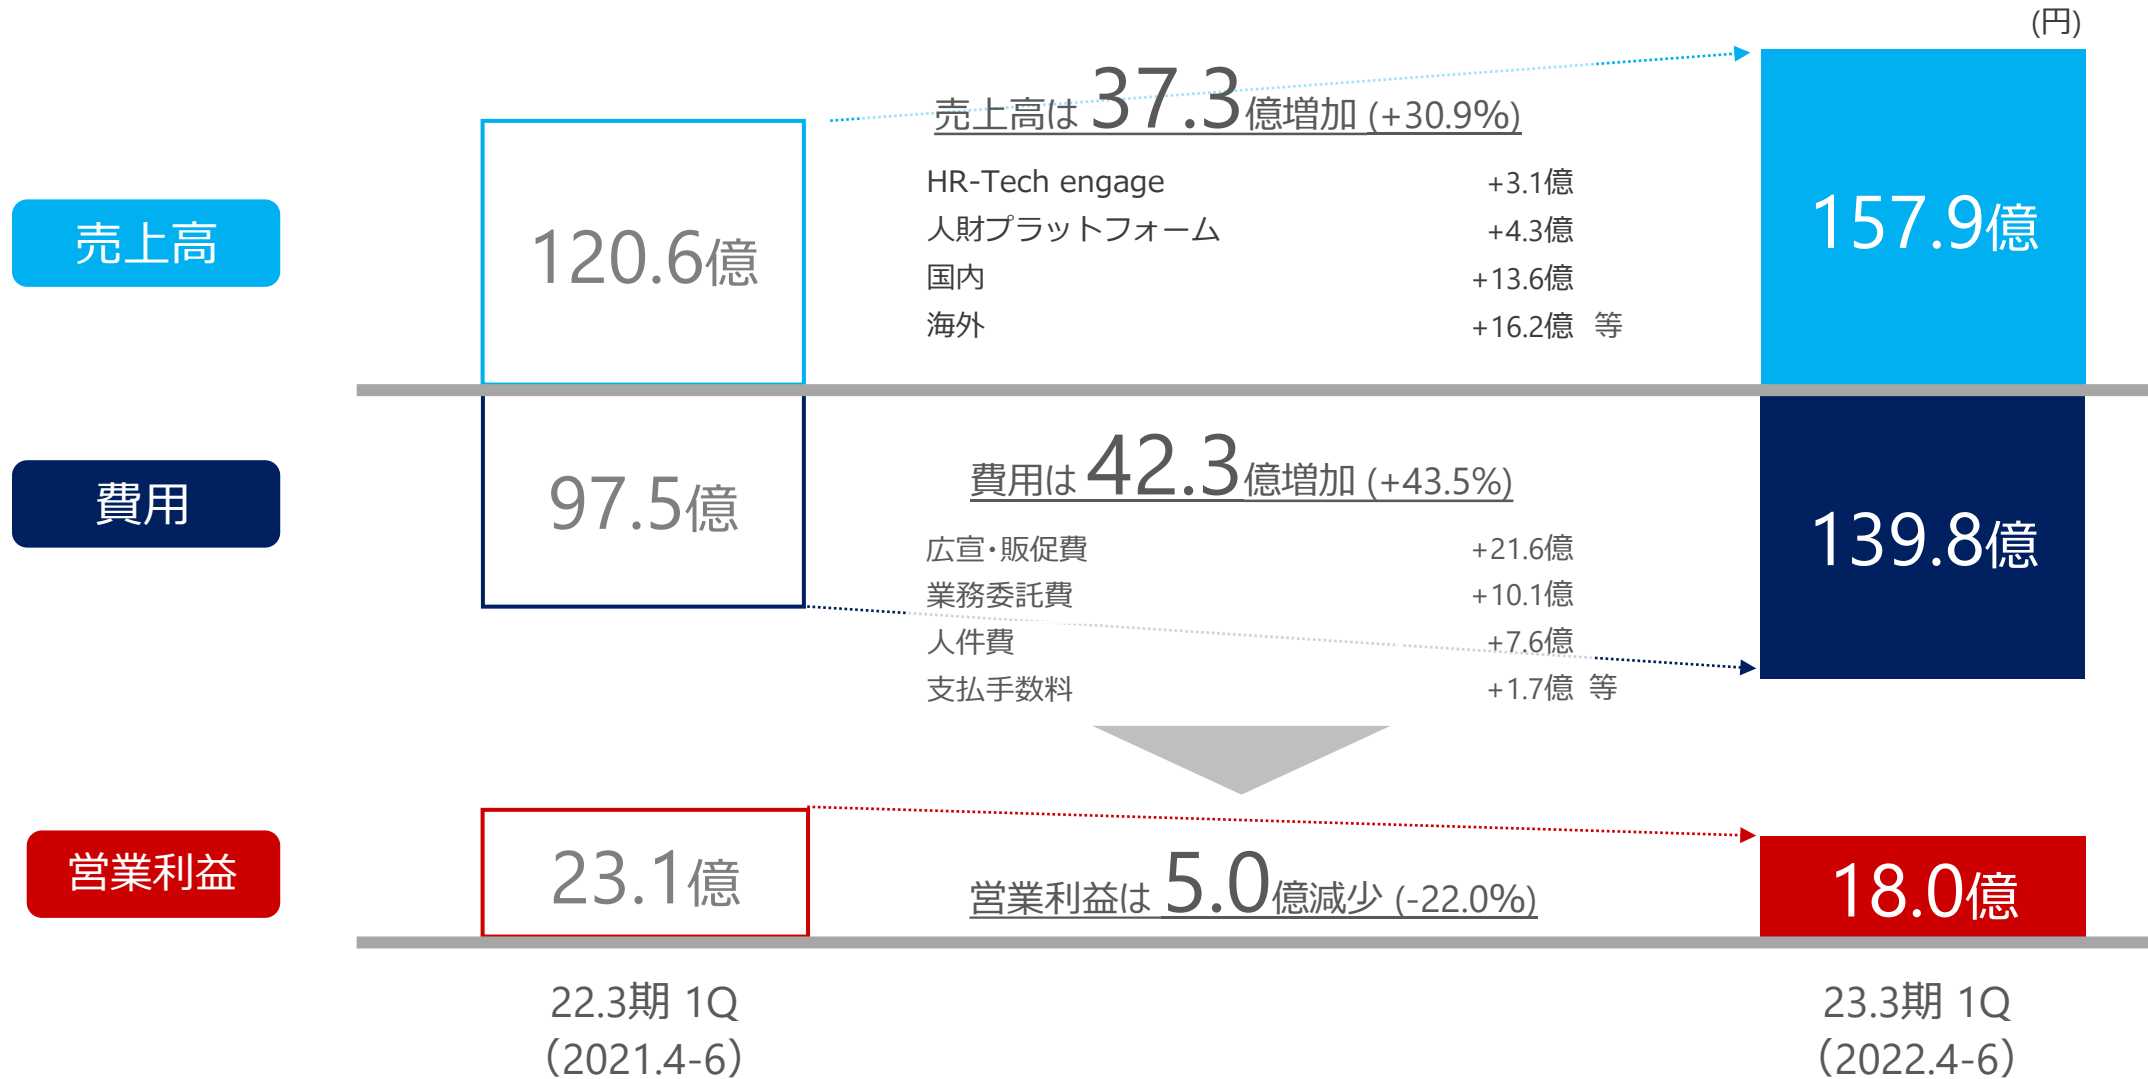 (円)
売上高は 37.3億増加 (+30.9%)
売上高
120.6億
HR-Tech engage +3.1億
人財プラットフォーム +4.3億
国内 +13.6億
海外 +16.2億 等
157.9億
費用は 42.3億増加 (+43.5%)
費用
97.5億
広宣・販促費 +21.6億
業務委託費 +10.1億
人件費 +7.6億
支払手数料 +1.7億 等
139.8億
営業利益
23.1億
営業利益は 5.0億減少 (-22.0%)
18.0億
22.3期 1Q
（2021.4-6）
23.3期 1Q
（2022.4-6）